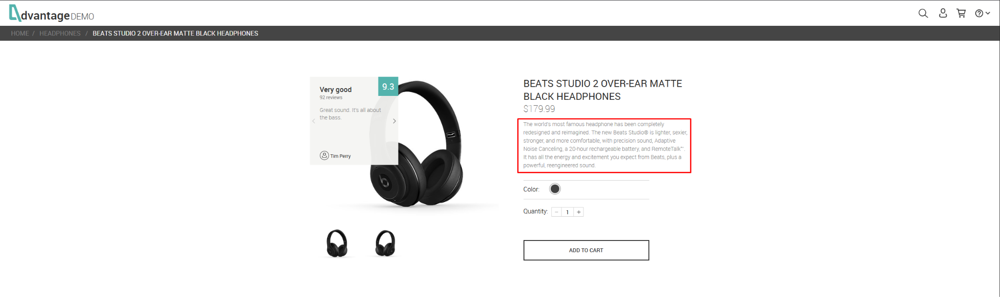 dvantage DEMO
HOME / HEADPHONES / BEATS STUDIO 2 OVER-EAR MATTE BLACK HEADPHONES
Very good
9.3
92 reviews
Great sound. It's all about
the bass.
Tim Perry
BEATS STUDIO 2 OVER-EAR MATTE
BLACK HEADPHONES
$179.99
The world's most famous headphone has been completely
redesigned and reimagined. The new Beats Studio® is lighter, sexier,
stronger, and more comfortable, with precision sound, Adaptive
Noise Canceling, a 20-hour rechargeable battery, and RemoteTalk™.
It has all the energy and excitement you expect from Beats, plus a
powerful, reengineered sound.
Color:
Quantity: − 1 +
ADD TO CART